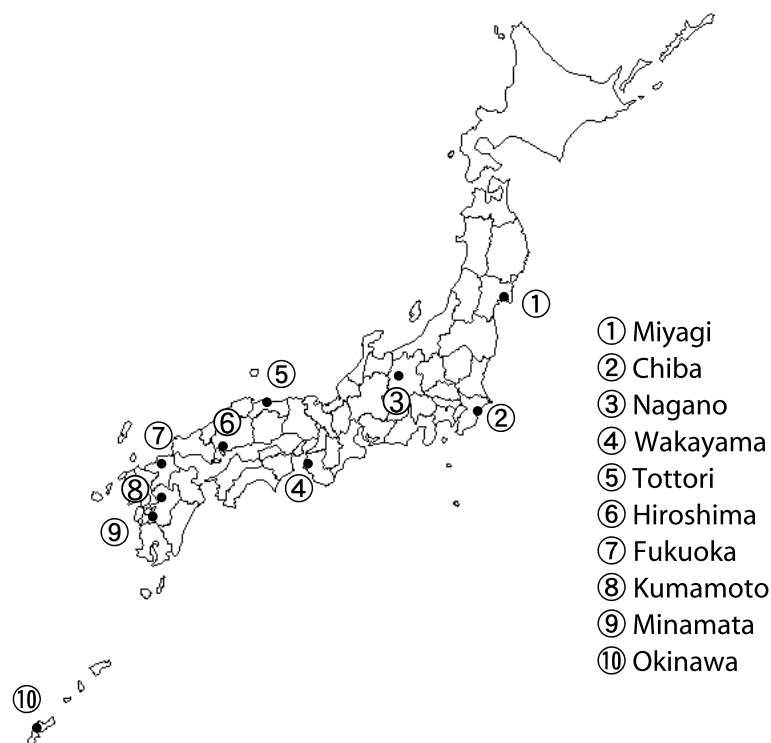 ①
⑤
③
②
⑥
⑦
④
⑧
⑨
⑩
① Miyagi
② Chiba
③ Nagano
④ Wakayama
⑤ Tottori
⑥ Hiroshima
⑦ Fukuoka
⑧ Kumamoto
⑨ Minamata
⑩ Okinawa